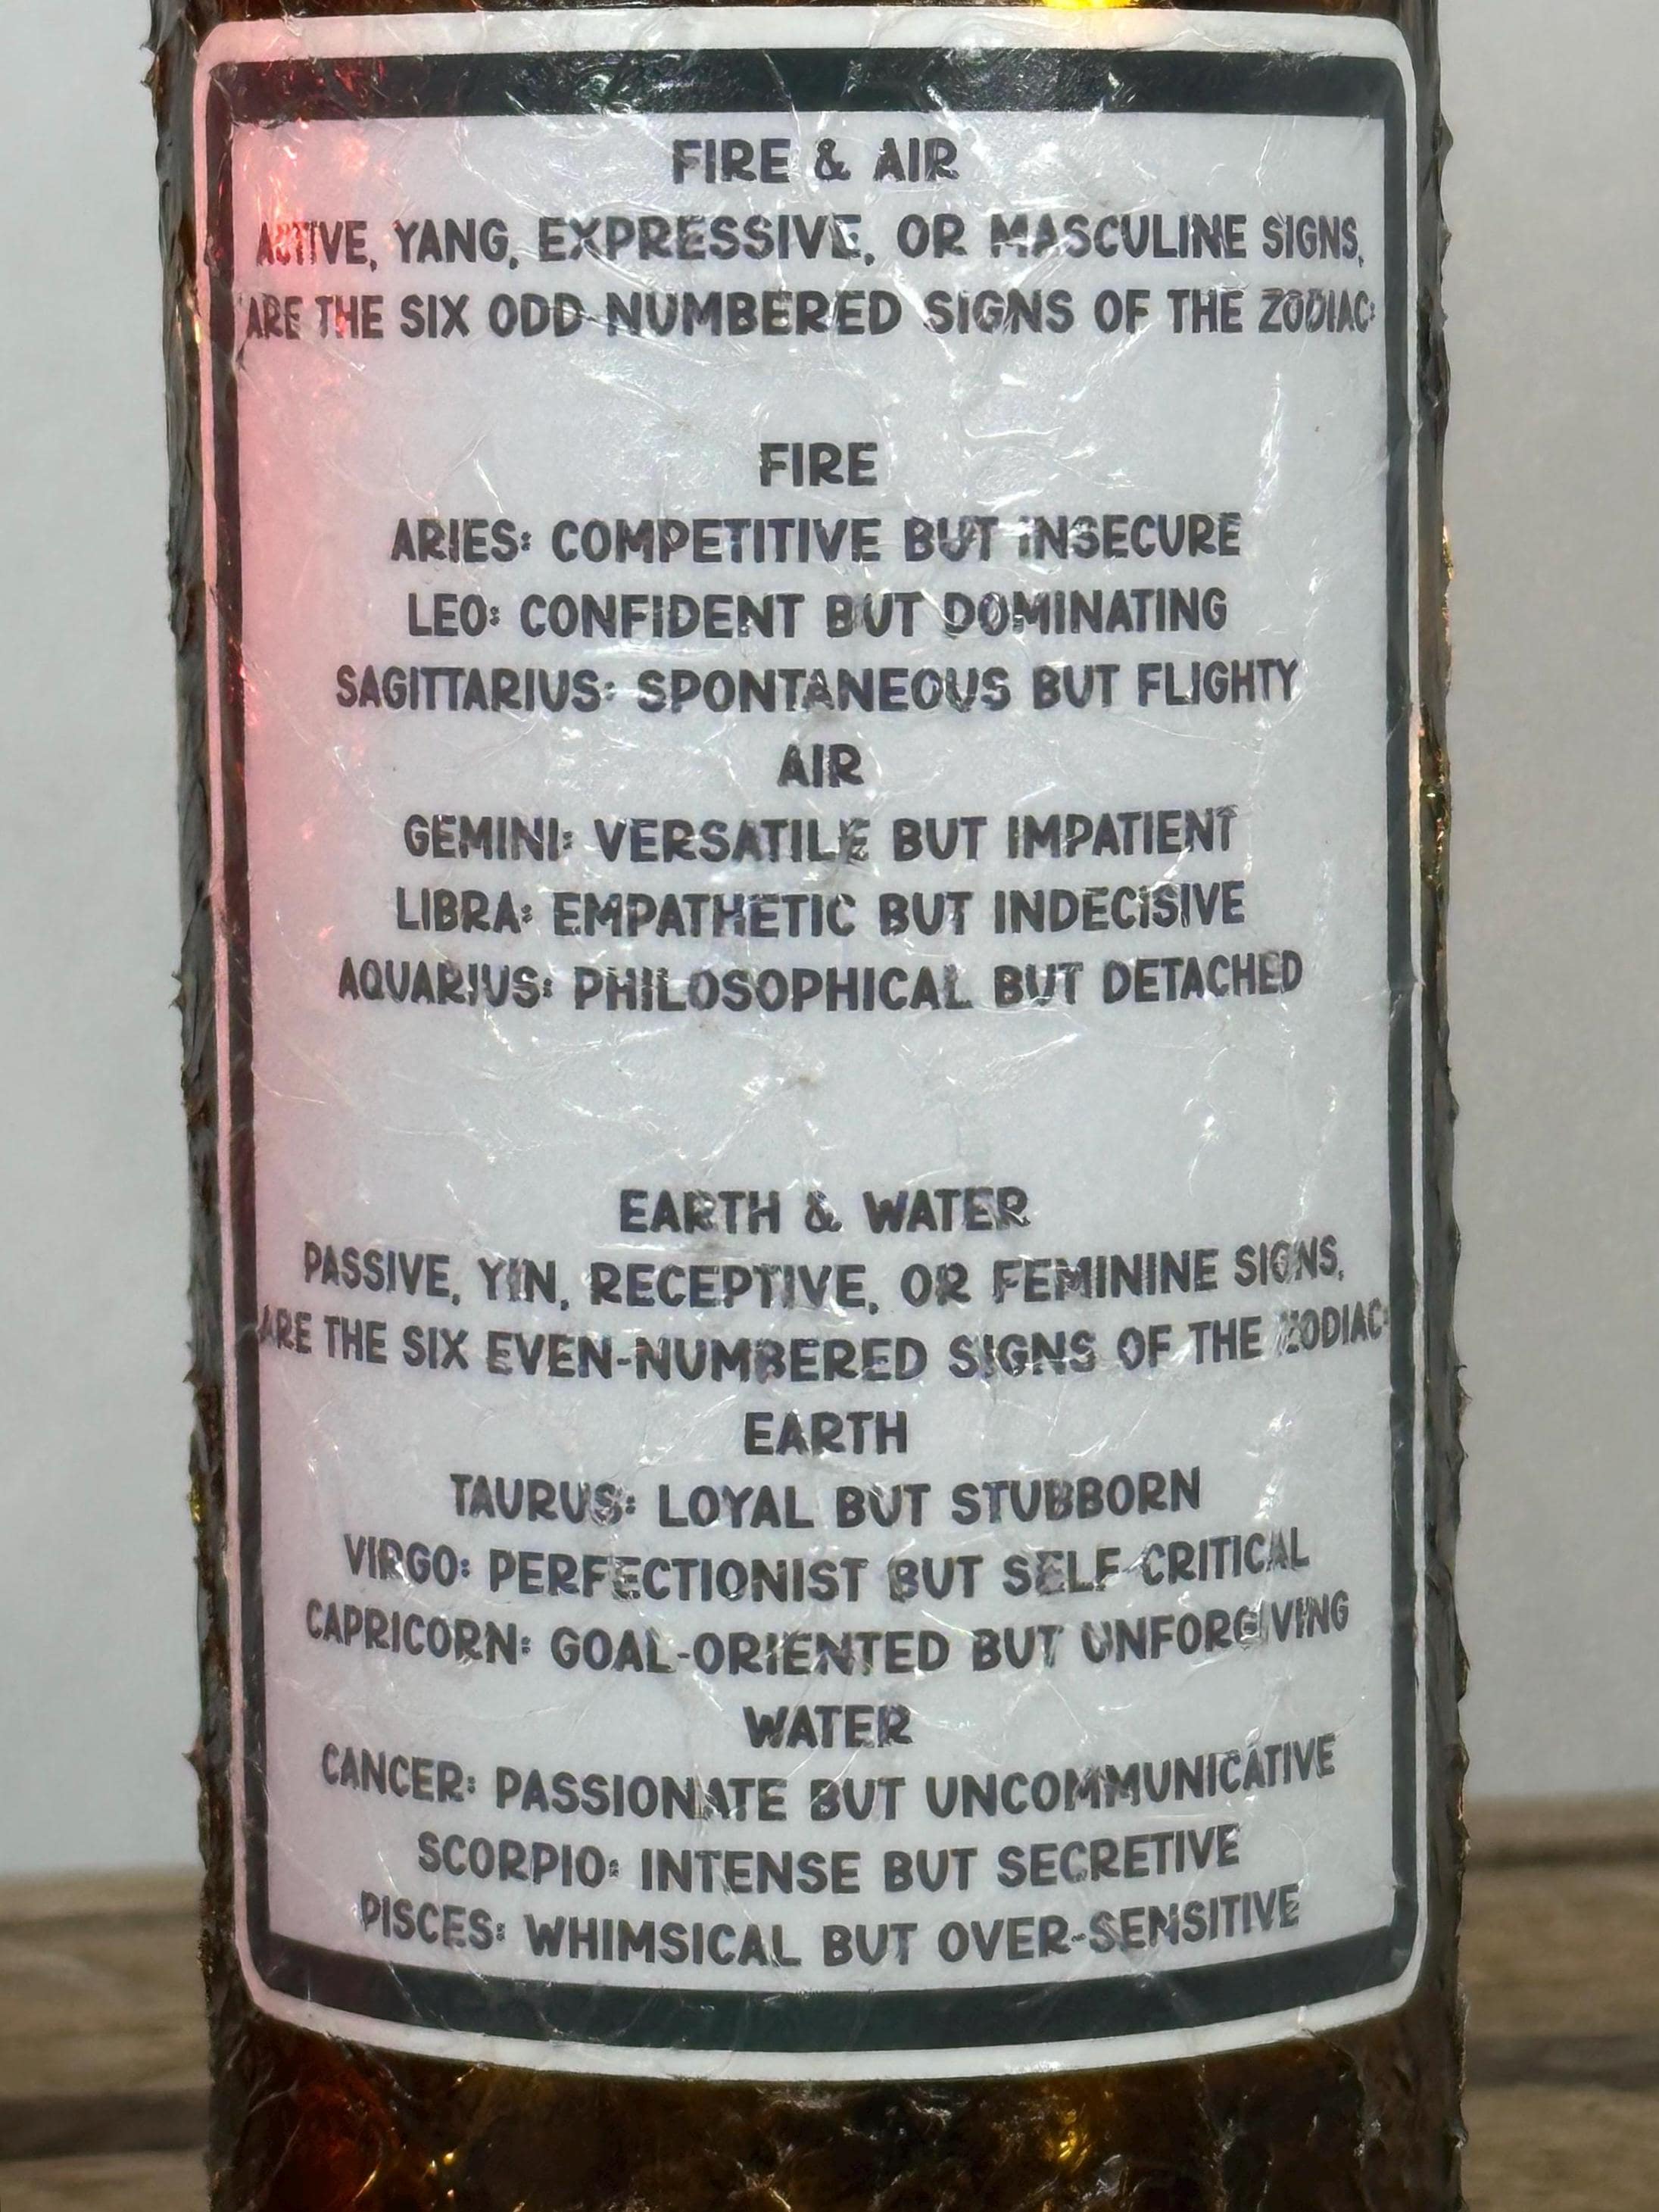 FIRE & AIR
ACTIVE, YANG, EXPRESSIVE, OR MASCULINE SIGNS,
ARE THE SIX ODD-NUMBERED SIGNS OF THE ZODIAC:
FIRE
ARIES: COMPETITIVE BUT INSECURE
LEO: CONFIDENT BUT DOMINATING
SAGITTARIUS: SPONTANEOUS BUT FLIGHTY
AIR
GEMINI: VERSATILE BUT IMPATIENT
LIBRA: EMPATHETIC BUT INDECISIVE
AQUARIUS: PHILOSOPHICAL BUT DETACHED
EARTH & WATER
PASSIVE, YIN, RECEPTIVE, OR FEMININE SIGNS,
ARE THE SIX EVEN-NUMBERED SIGNS OF THE ZODIAC:
EARTH
TAURUS: LOYAL BUT STUBBORN
VIRGO: PERFECTIONIST BUT SELF-CRITICAL
CAPRICORN: GOAL-ORIENTED BUT UNFORGIVING
WATER
CANCER: PASSIONATE BUT UNCOMMUNICATIVE
SCORPIO: INTENSE BUT SECRETIVE
PISCES: WHIMSICAL BUT OVER-SENSITIVE